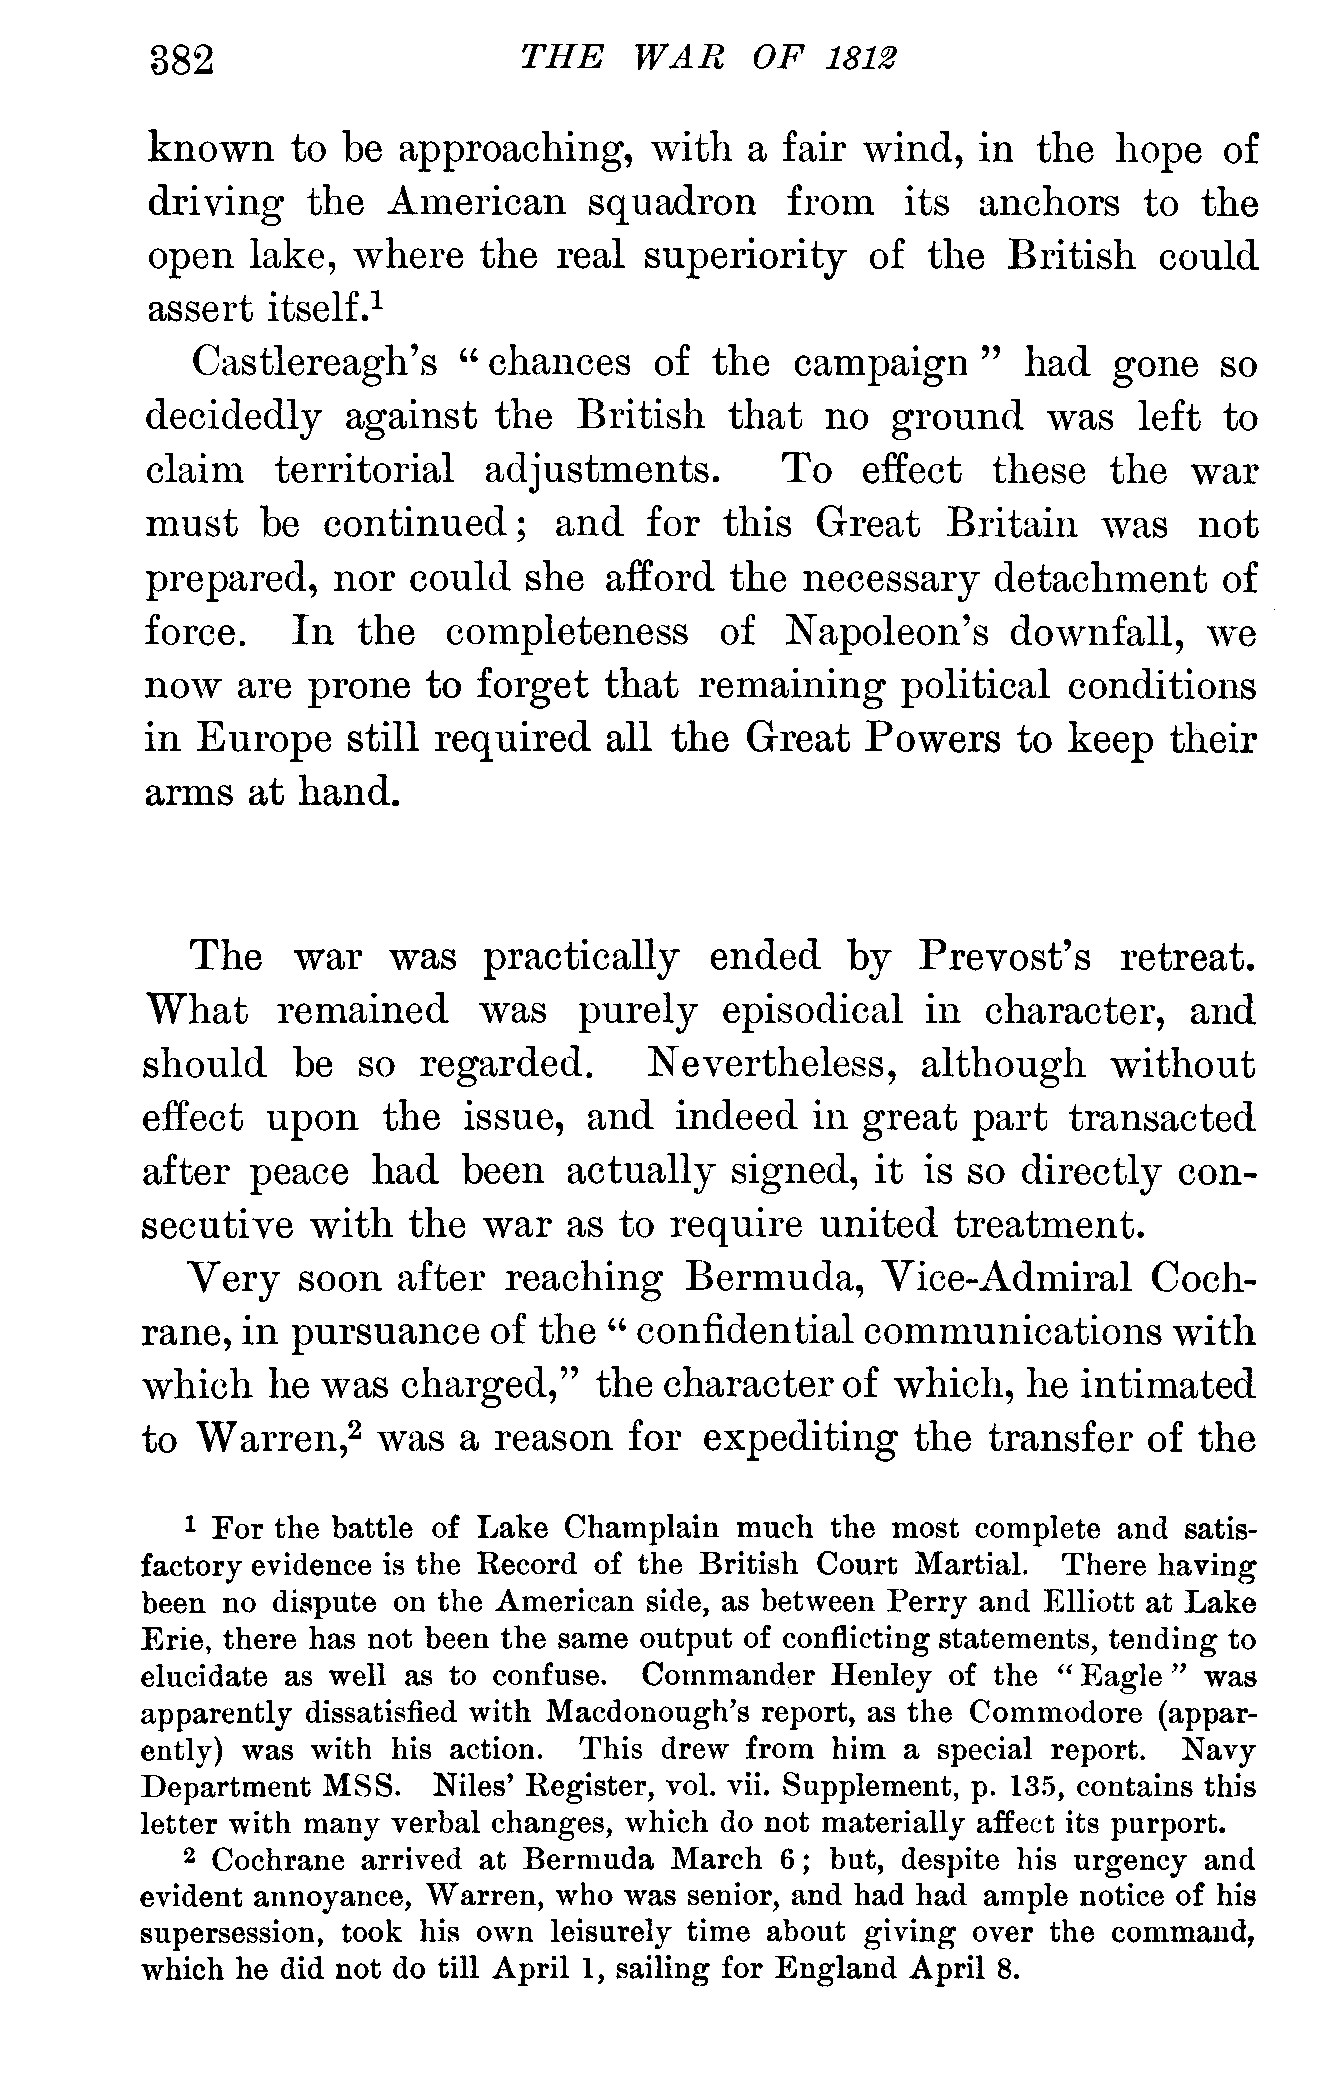 382 THE WAR OF 1812
known to be approaching, with a fair wind, in the hope of
driving the American squadron from its anchors to the
open lake, where the real superiority of the British could
assert itself.¹
Castlereagh's “chances of the campaign” had gone so
decidedly against the British that no ground was left to
claim territorial adjustments. To effect these the war
must be continued; and for this Great Britain was not
prepared, nor could she afford the necessary detachment of
force. In the completeness of Napoleon's downfall, we
now are prone to forget that remaining political conditions
in Europe still required all the Great Powers to keep their
arms at hand.
The war was practically ended by Prevost's retreat.
What remained was purely episodical in character, and
should be so regarded. Nevertheless, although without
effect upon the issue, and indeed in great part transacted
after peace had been actually signed, it is so directly con-
secutive with the war as to require united treatment.
Very soon after reaching Bermuda, Vice-Admiral Coch-
rane, in pursuance of the “confidential communications with
which he was charged,” the character of which, he intimated
to Warren,² was a reason for expediting the transfer of the
¹ For the battle of Lake Champlain much the most complete and satis-
factory evidence is the Record of the British Court Martial. There having
been no dispute on the American side, as between Perry and Elliott at Lake
Erie, there has not been the same output of conflicting statements, tending to
elucidate as well as to confuse. Commander Henley of the “Eagle” was
apparently dissatisfied with Macdonough's report, as the Commodore (appar-
ently) was with his action. This drew from him a special report. Navy
Department MSS. Niles' Register, vol. vii. Supplement, p. 135, contains this
letter with many verbal changes, which do not materially affect its purport.
² Cochrane arrived at Bermuda March 6; but, despite his urgency and
evident annoyance, Warren, who was senior, and had had ample notice of his
supersession, took his own leisurely time about giving over the command,
which he did not do till April 1, sailing for England April 8.